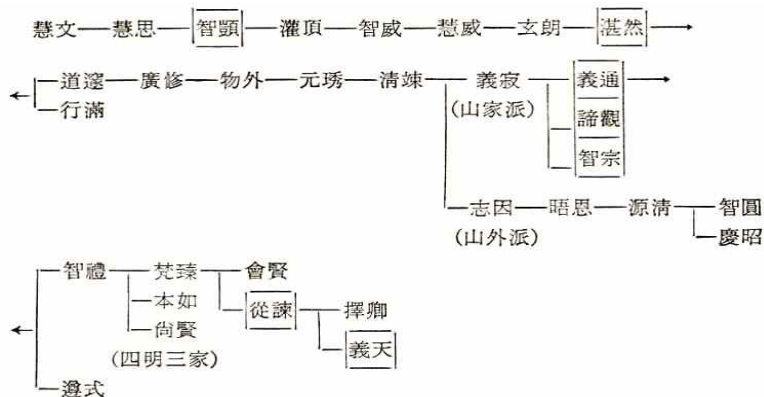 慧文 慧思 智顗 灌頂 智威 慧威 玄朗 湛然
道邃 廣修 物外 元琇 清竦 義寂 義通
行滿 (山家派) 諦觀
智宗
志因 晤恩 源清 智圓
(山外派) 慶昭
智禮 梵臻 會賢
本如 從諫 擇卿
尙賢 義天
(四明三家)
遵式